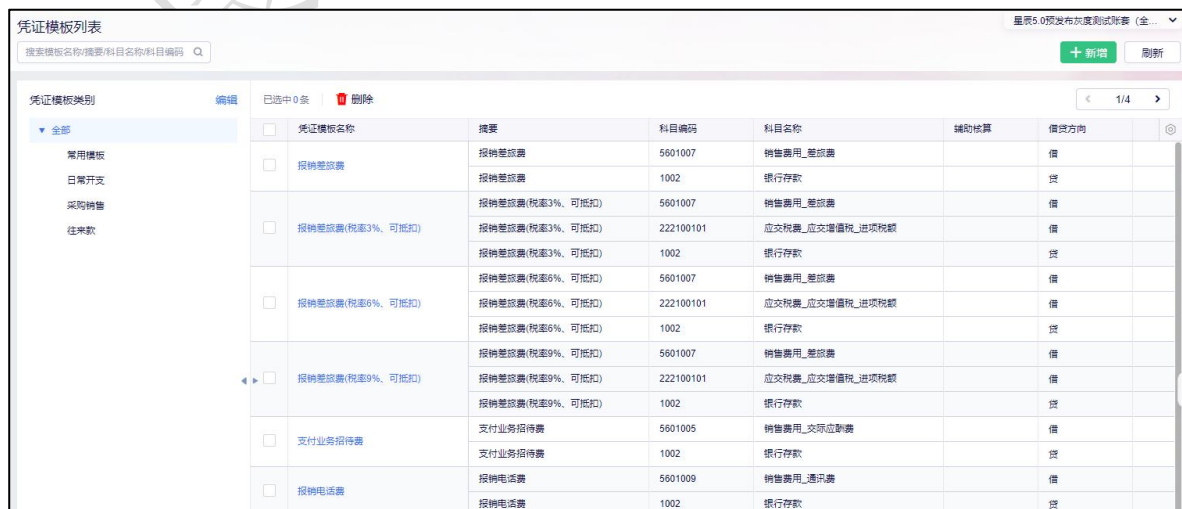 凭证模板列表
星辰5.0预发布灰度测试账套（全...
搜索模板名称/摘要/科目名称/科目编码
新增
刷新
凭证模板类别
编辑
已选中0条
删除
1/4
全部
常用模板
日常开支
采购销售
往来款
凭证模板名称 摘要 科目编码 科目名称 辅助核算 借贷方向
报销差旅费
报销差旅费 5601007 销售费用_差旅费 借
报销差旅费 1002 银行存款 贷
报销差旅费(税率3%、可抵扣)
报销差旅费(税率3%、可抵扣) 5601007 销售费用_差旅费 借
报销差旅费(税率3%、可抵扣) 222100101 应交税费_应交增值税_进项税额 借
报销差旅费(税率3%、可抵扣) 1002 银行存款 贷
报销差旅费(税率6%、可抵扣)
报销差旅费(税率6%、可抵扣) 5601007 销售费用_差旅费 借
报销差旅费(税率6%、可抵扣) 222100101 应交税费_应交增值税_进项税额 借
报销差旅费(税率6%、可抵扣) 1002 银行存款 贷
报销差旅费(税率9%、可抵扣)
报销差旅费(税率9%、可抵扣) 5601007 销售费用_差旅费 借
报销差旅费(税率9%、可抵扣) 222100101 应交税费_应交增值税_进项税额 借
报销差旅费(税率9%、可抵扣) 1002 银行存款 贷
支付业务招待费
支付业务招待费 5601005 销售费用_交际应酬费 借
支付业务招待费 1002 银行存款 贷
报销电话费
报销电话费 5601009 销售费用_通讯费 借
报销电话费 1002 银行存款 贷